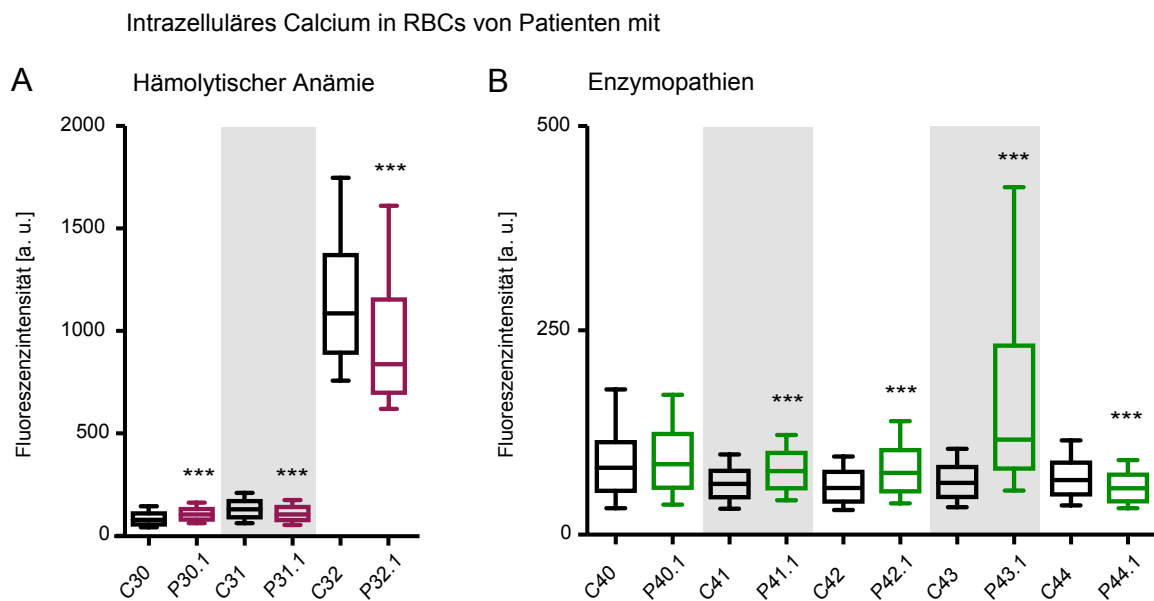 Intrazelluläres Calcium in RBCs von Patienten mit
A Hämolytischer Anämie
Fluoreszenzintensität [a. u.]
2000
1500
1000
500
0
*** *** ***
C30 P30.1 C31 P31.1 C32 P32.1
B Enzymopathien
Fluoreszenzintensität [a. u.]
500
250
0
*** *** *** ***
C40 P40.1 C41 P41.1 C42 P42.1 C43 P43.1 C44 P44.1